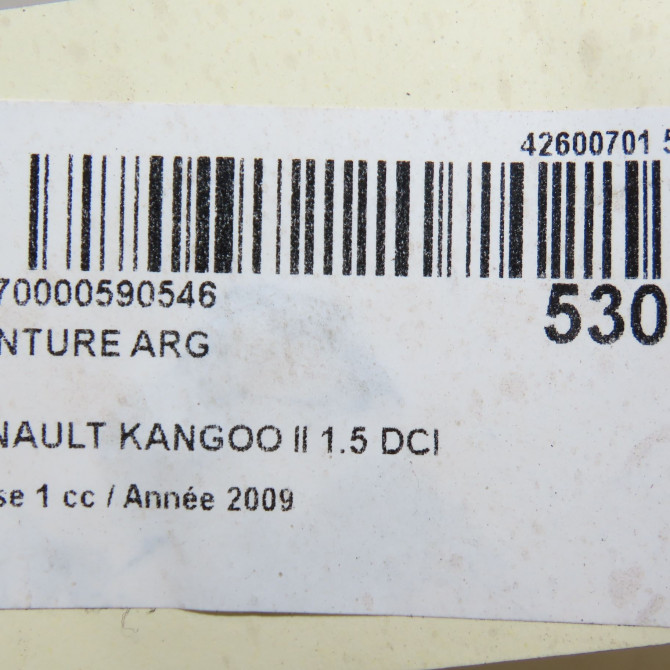 42600701 5
70000590546
530
NTURE ARG
NAULT KANGOO II 1.5 DCI
se 1 cc / Année 2009